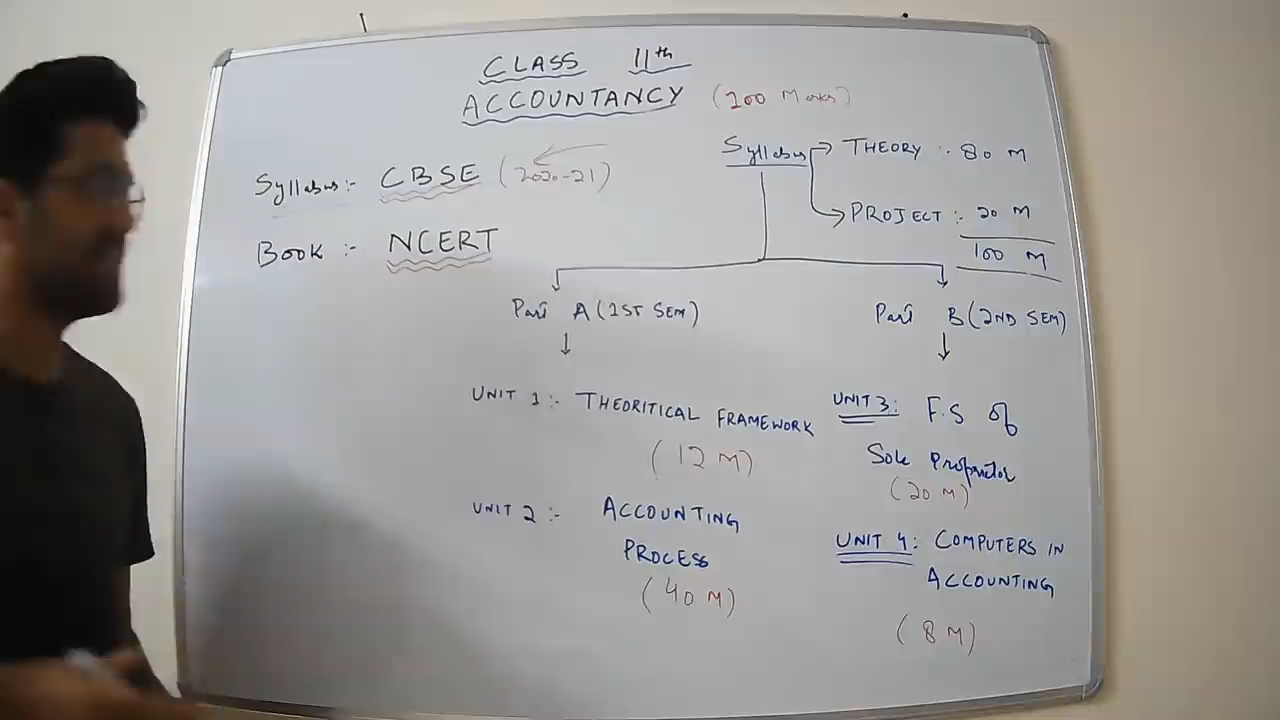 CLASS 11th
ACCOUNTANCY (100 Marks)
Syllabus:- CBSE (2020-21)
Book :- NCERT
Syllabus
THEORY :- 80 M
PROJECT :- 20 M
100 M
Part A (1ST SEM)
UNIT 1 :- THEORITICAL FRAMEWORK
(12 M)
UNIT 2 :- ACCOUNTING
PROCESS
(40 M)
Part B (2ND SEM)
UNIT 3: F.S of
Sole Proprietor
(20 M)
UNIT 4: COMPUTERS IN
ACCOUNTING
(8 M)